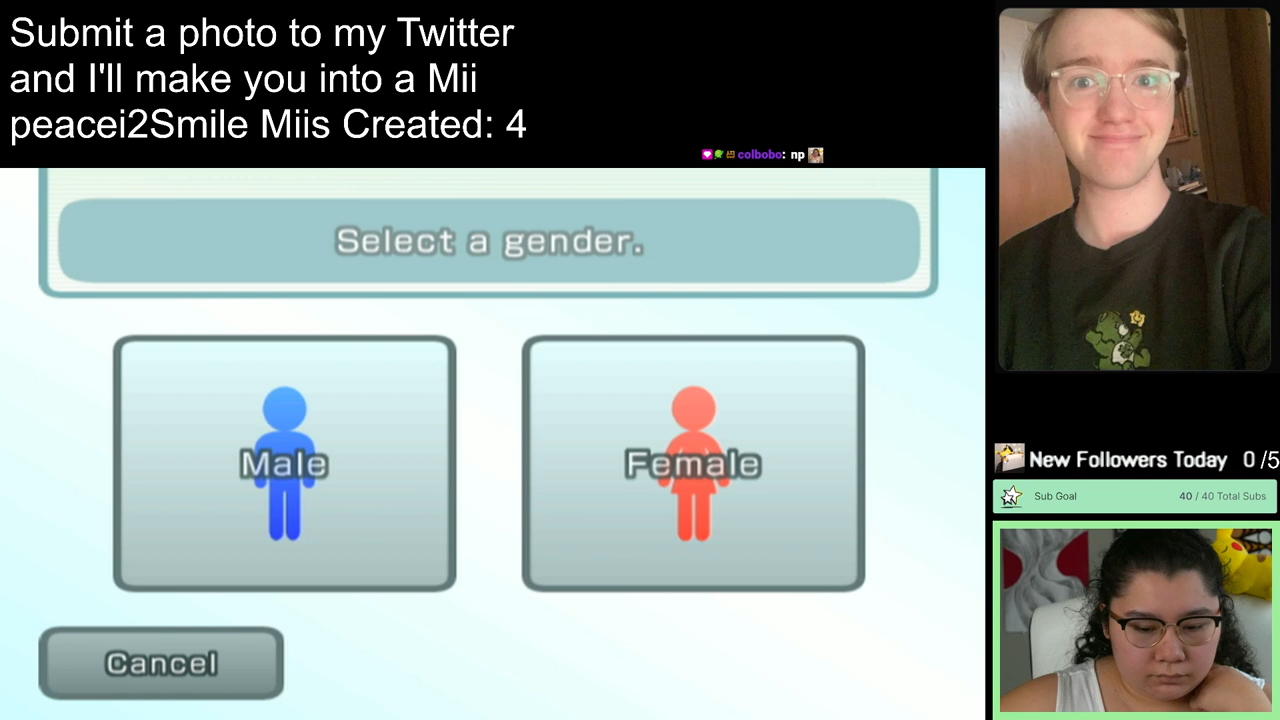 Submit a photo to my Twitter
and I'll make you into a Mii
peacei2Smile Miis Created: 4
colbobo: np
Select a gender.
Male
Female
Cancel
New Followers Today 0 /5
Sub Goal 40 / 40 Total Subs